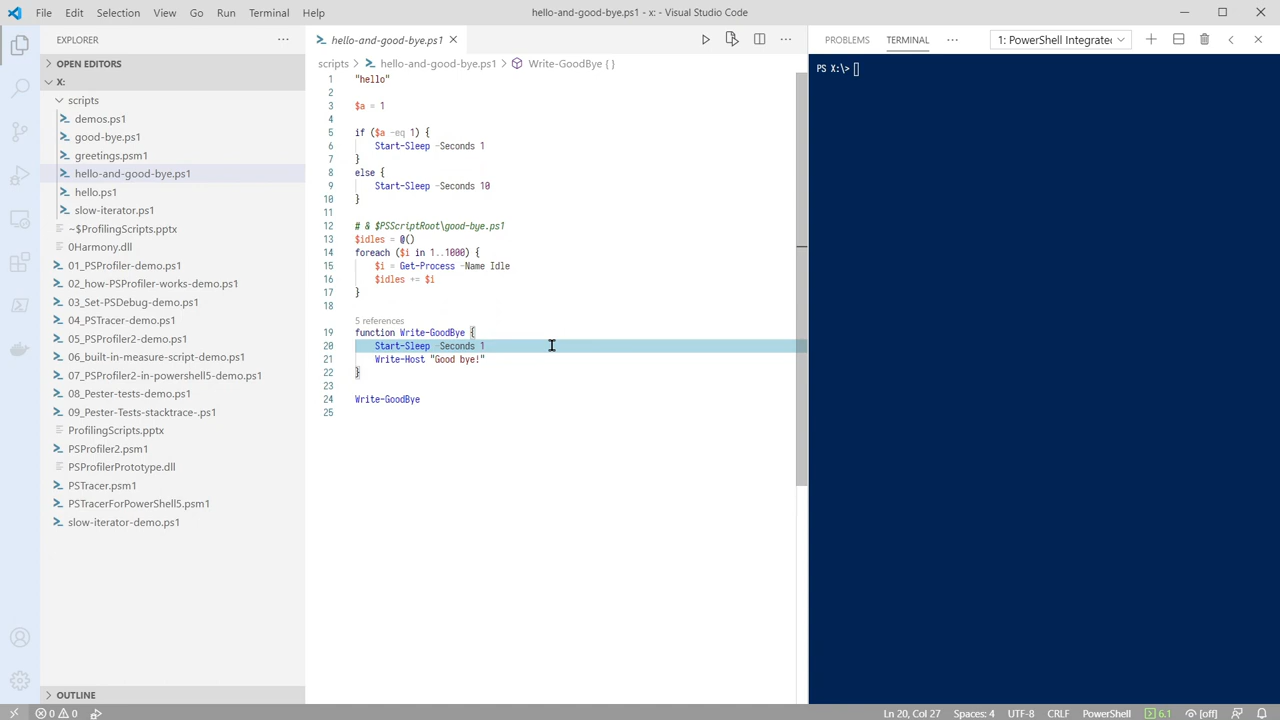 File Edit Selection View Go Run Terminal Help
hello-and-good-bye.ps1 - x: - Visual Studio Code
EXPLORER
OPEN EDITORS
X:
scripts
demos.ps1
good-bye.ps1
greetings.psm1
hello-and-good-bye.ps1
hello.ps1
slow-iterator.ps1
~$ProfilingScripts.pptx
0Harmony.dll
01_PSProfiler-demo.ps1
02_how-PSProfiler-works-demo.ps1
03_Set-PSDebug-demo.ps1
04_PSTracer-demo.ps1
05_PSProfiler2-demo.ps1
06_built-in-measure-script-demo.ps1
07_PSProfiler2-in-powershell5-demo.ps1
08_Pester-tests-demo.ps1
09_Pester-Tests-stacktrace-.ps1
ProfilingScripts.pptx
PSProfiler2.psm1
PSProfilerPrototype.dll
PSTracer.psm1
PSTracerForPowerShell5.psm1
slow-iterator-demo.ps1
OUTLINE
hello-and-good-bye.ps1
scripts > hello-and-good-bye.ps1 > Write-GoodBye { }
1 "hello"
2
3 $a = 1
4
5 if ($a -eq 1) {
6 Start-Sleep -Seconds 1
7 }
8 else {
9 Start-Sleep -Seconds 10
10 }
11
12 # & $PSScriptRoot\good-bye.ps1
13 $idles = @()
14 foreach ($i in 1..1000) {
15 $i = Get-Process -Name Idle
16 $idles += $i
17 }
18
5 references
19 function Write-GoodBye {
20 Start-Sleep -Seconds 1
21 Write-Host "Good bye!"
22 }
23
24 Write-GoodBye
25
PROBLEMS TERMINAL 1: PowerShell Integrated
PS X:\>
0 0 Ln 20, Col 27 Spaces: 4 UTF-8 CRLF PowerShell 6.1 [off]